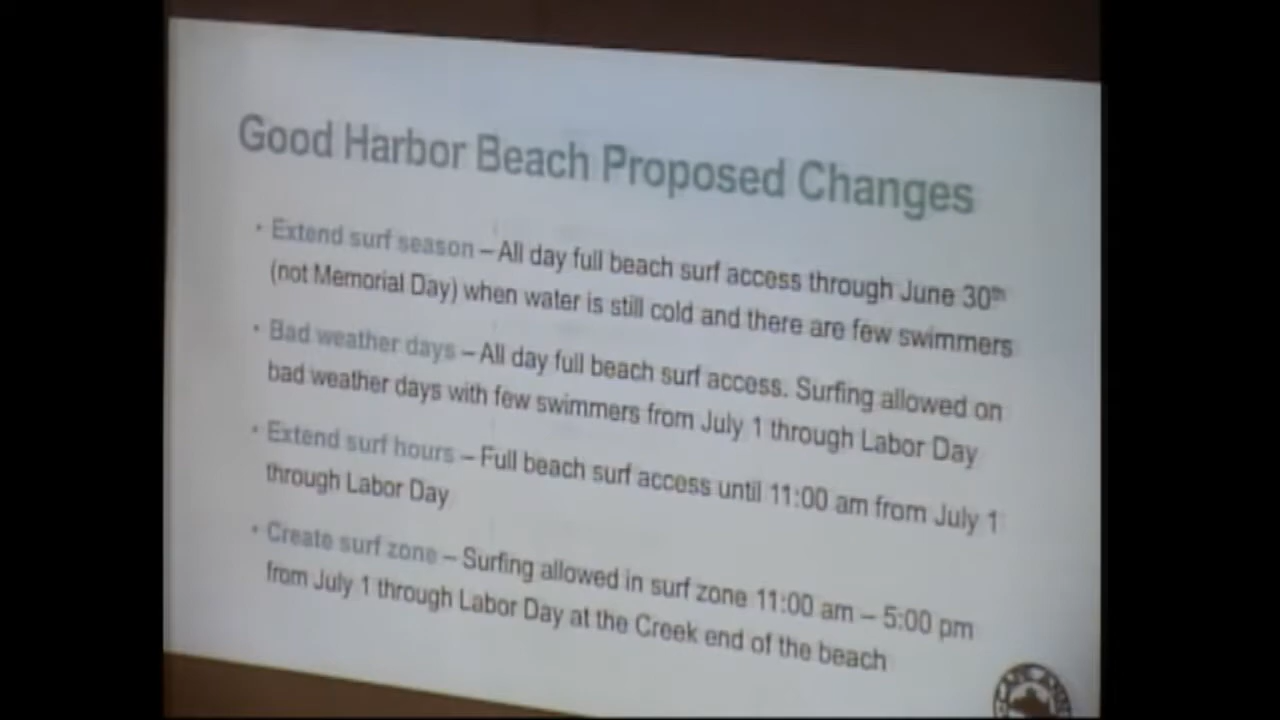 Good Harbor Beach Proposed Changes
• Extend surf season – All day full beach surf access through June 30th
(not Memorial Day) when water is still cold and there are few swimmers
• Bad weather days – All day full beach surf access. Surfing allowed on
bad weather days with few swimmers from July 1 through Labor Day
• Extend surf hours – Full beach surf access until 11:00 am from July 1
through Labor Day
• Create surf zone – Surfing allowed in surf zone 11:00 am – 5:00 pm
from July 1 through Labor Day at the Creek end of the beach